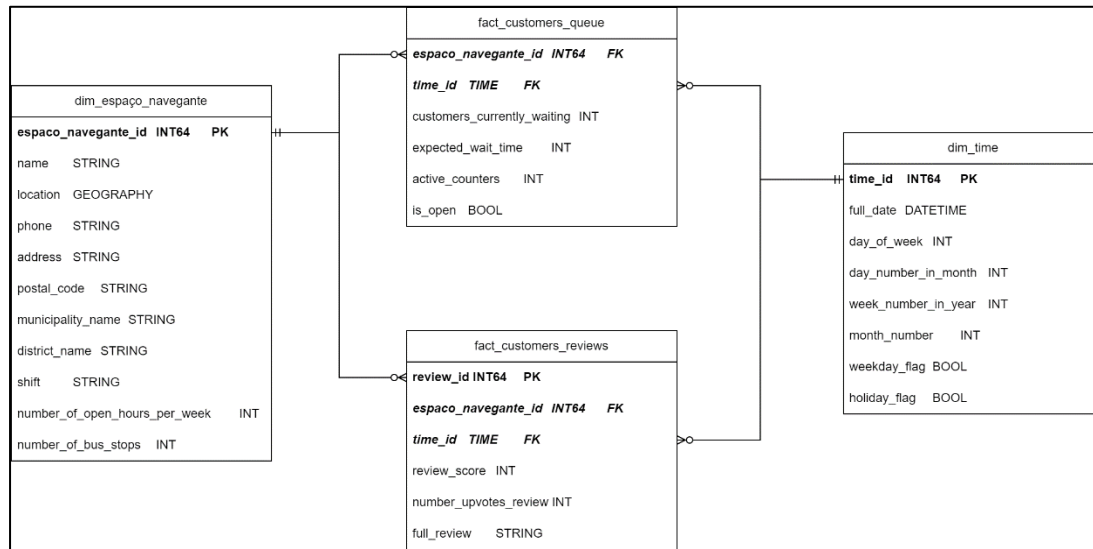 fact_customers_queue
espaco_navegante_id INT64 FK
time_id TIME FK
customers_currently_waiting INT
expected_wait_time INT
active_counters INT
is_open BOOL
dim_espaço_navegante
espaco_navegante_id INT64 PK
name STRING
location GEOGRAPHY
phone STRING
address STRING
postal_code STRING
municipality_name STRING
district_name STRING
shift STRING
number_of_open_hours_per_week INT
number_of_bus_stops INT
dim_time
time_id INT64 PK
full_date DATETIME
day_of_week INT
day_number_in_month INT
week_number_in_year INT
month_number INT
weekday_flag BOOL
holiday_flag BOOL
fact_customers_reviews
review_id INT64 PK
espaco_navegante_id INT64 FK
time_id TIME FK
review_score INT
number_upvotes_review INT
full_review STRING